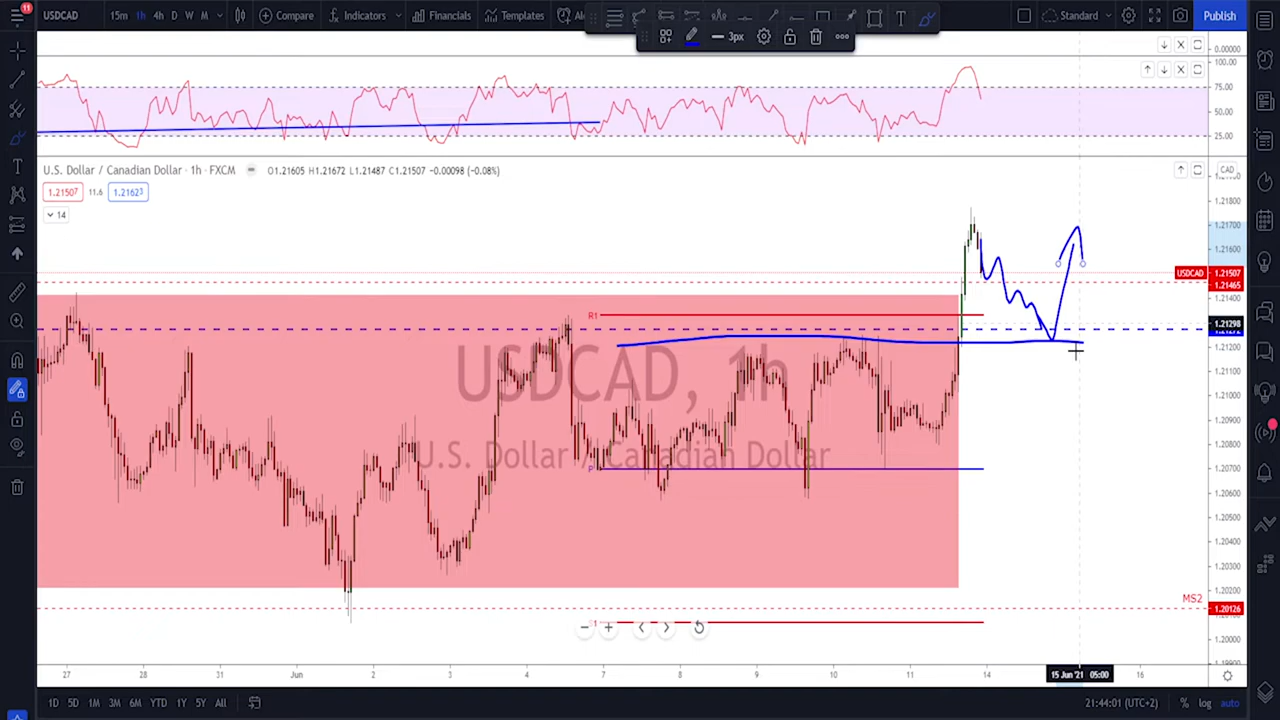 11
USDCAD
15m 1h 4h D W M
Compare
Indicators
Financials
Templates
Standard
Publish
3px
0.00000
100.00
75.00
50.00
25.00
U.S. Dollar / Canadian Dollar · 1h · FXCM
O1.21605 H1.21672 L1.21487 C1.21507 -0.00098 (-0.08%)
CAD
1.21507 11.6 1.21623
14
1.21800
1.21700
1.21600
USDCAD 1.21507
1.21465
1.21400
R1
1.21298
1.21200
USDCAD, 1h
1.21100
1.21000
1.20900
U.S. Dollar / Canadian Dollar
1.20800
P
1.20700
1.20600
1.20500
1.20400
1.20300
1.20200
MS2
1.20126
S1
1.20000
27 28 Jun 2 3 4 7 8 9 10 11 14 15 Jun '21 05:00 16
1D 5D 1M 3M 6M YTD 1Y 5Y All
21:44:01 (UTC+2) % log auto